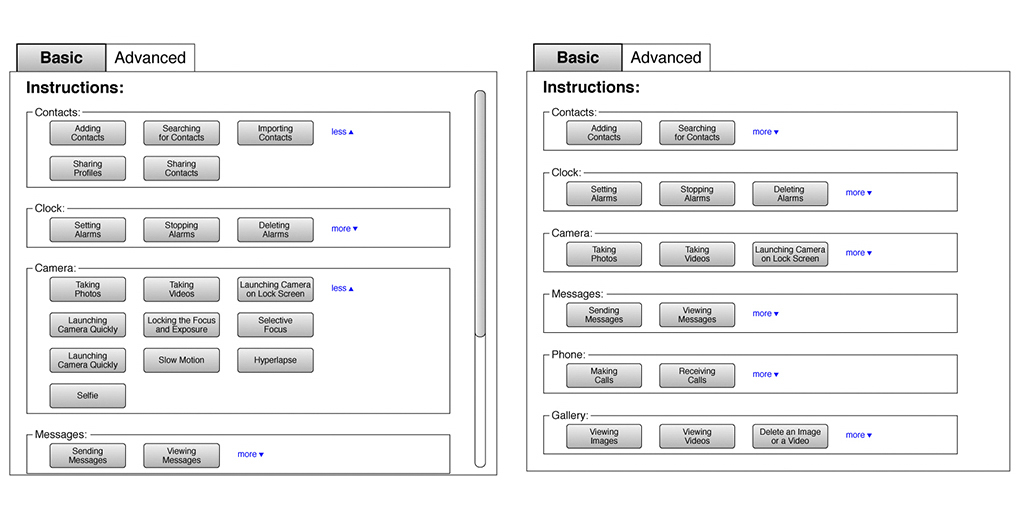 Basic Advanced
Instructions:
Contacts:
Adding
Contacts
Searching
for Contacts
Importing
Contacts
less ▲
Sharing
Profiles
Sharing
Contacts
Clock:
Setting
Alarms
Stopping
Alarms
Deleting
Alarms
more ▼
Camera:
Taking
Photos
Taking
Videos
Launching Camera
on Lock Screen
less ▲
Launching
Camera Quickly
Locking the Focus
and Exposure
Selective
Focus
Launching
Camera Quickly
Slow Motion
Hyperlapse
Selfie
Messages:
Sending
Messages
Viewing
Messages
more ▼
Basic Advanced
Instructions:
Contacts:
Adding
Contacts
Searching
for Contacts
more ▼
Clock:
Setting
Alarms
Stopping
Alarms
Deleting
Alarms
more ▼
Camera:
Taking
Photos
Taking
Videos
Launching Camera
on Lock Screen
more ▼
Messages:
Sending
Messages
Viewing
Messages
more ▼
Phone:
Making
Calls
Receiving
Calls
more ▼
Gallery:
Viewing
Images
Viewing
Videos
Delete an Image
or a Video
more ▼